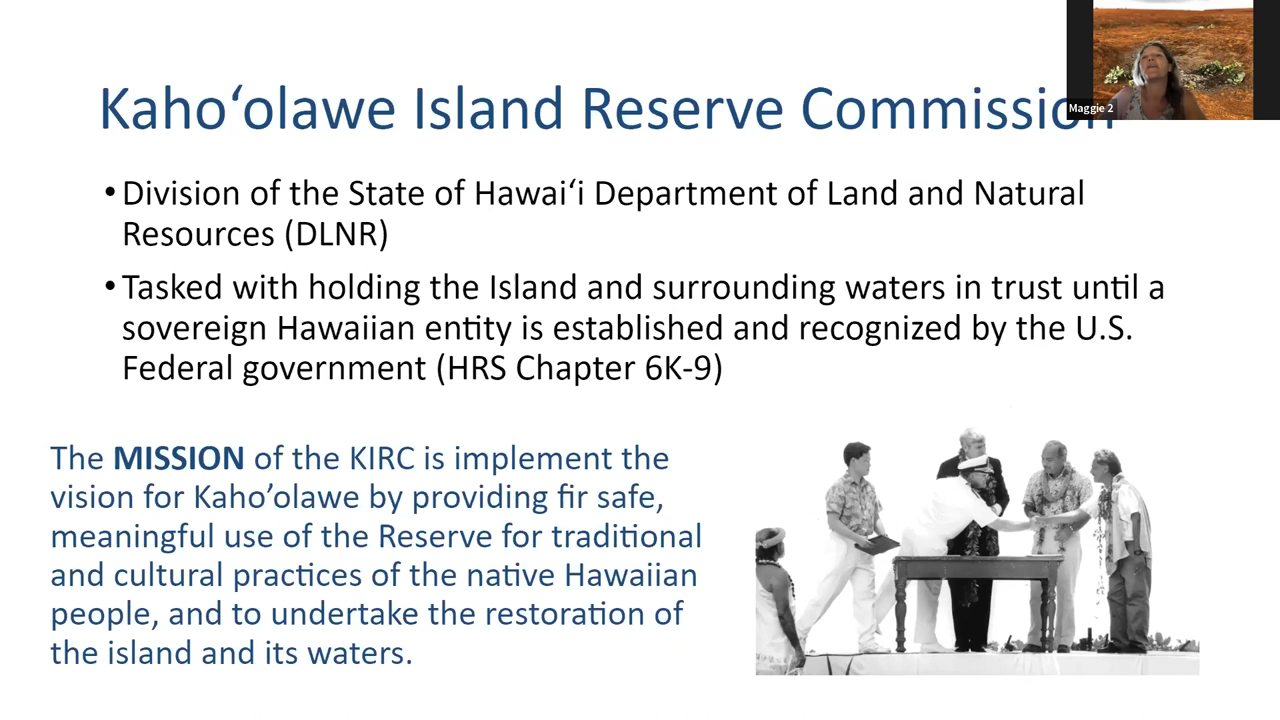 Kahoʻolawe Island Reserve Commission
Maggie 2
• Division of the State of Hawaiʻi Department of Land and Natural
Resources (DLNR)
• Tasked with holding the Island and surrounding waters in trust until a
sovereign Hawaiian entity is established and recognized by the U.S.
Federal government (HRS Chapter 6K-9)
The MISSION of the KIRC is implement the
vision for Kaho’olawe by providing fir safe,
meaningful use of the Reserve for traditional
and cultural practices of the native Hawaiian
people, and to undertake the restoration of
the island and its waters.